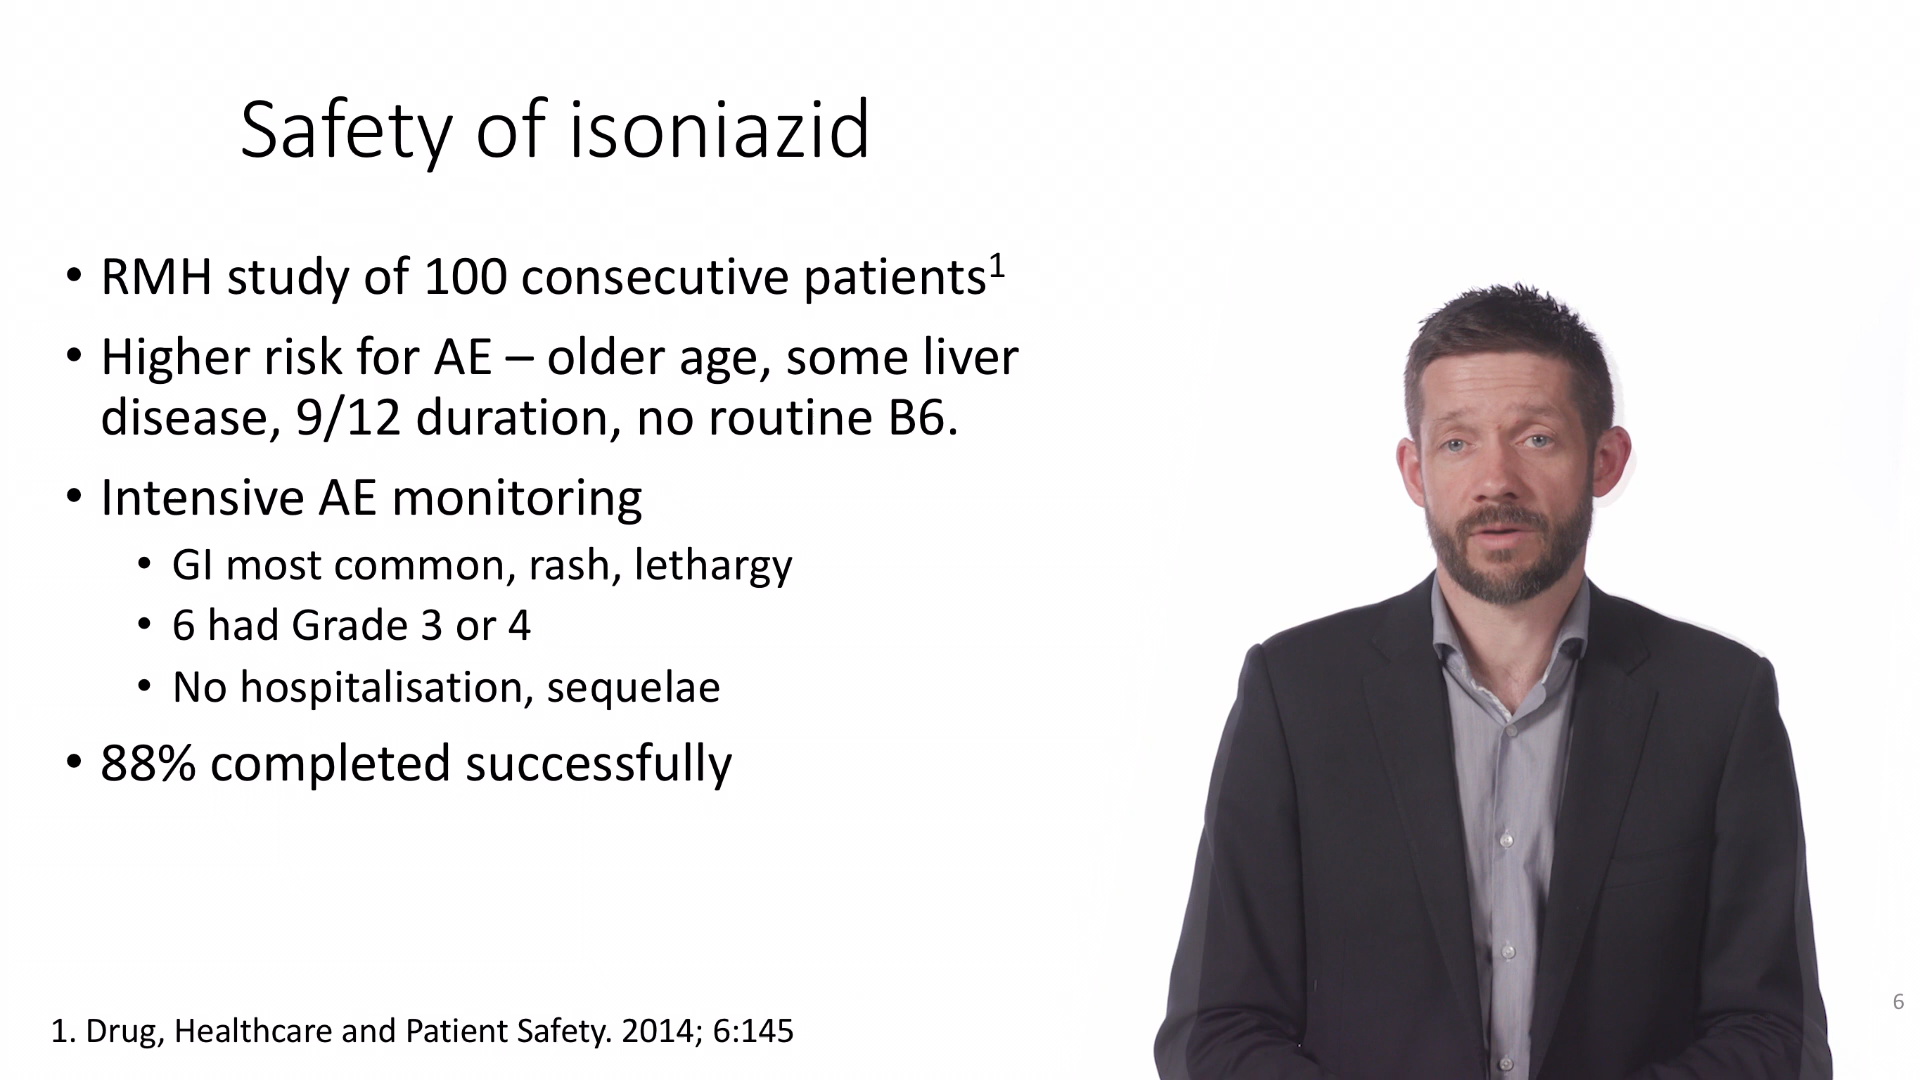 Safety of isoniazid
• RMH study of 100 consecutive patients¹
• Higher risk for AE – older age, some liver
disease, 9/12 duration, no routine B6.
• Intensive AE monitoring
• GI most common, rash, lethargy
• 6 had Grade 3 or 4
• No hospitalisation, sequelae
• 88% completed successfully
1. Drug, Healthcare and Patient Safety. 2014; 6:145
6